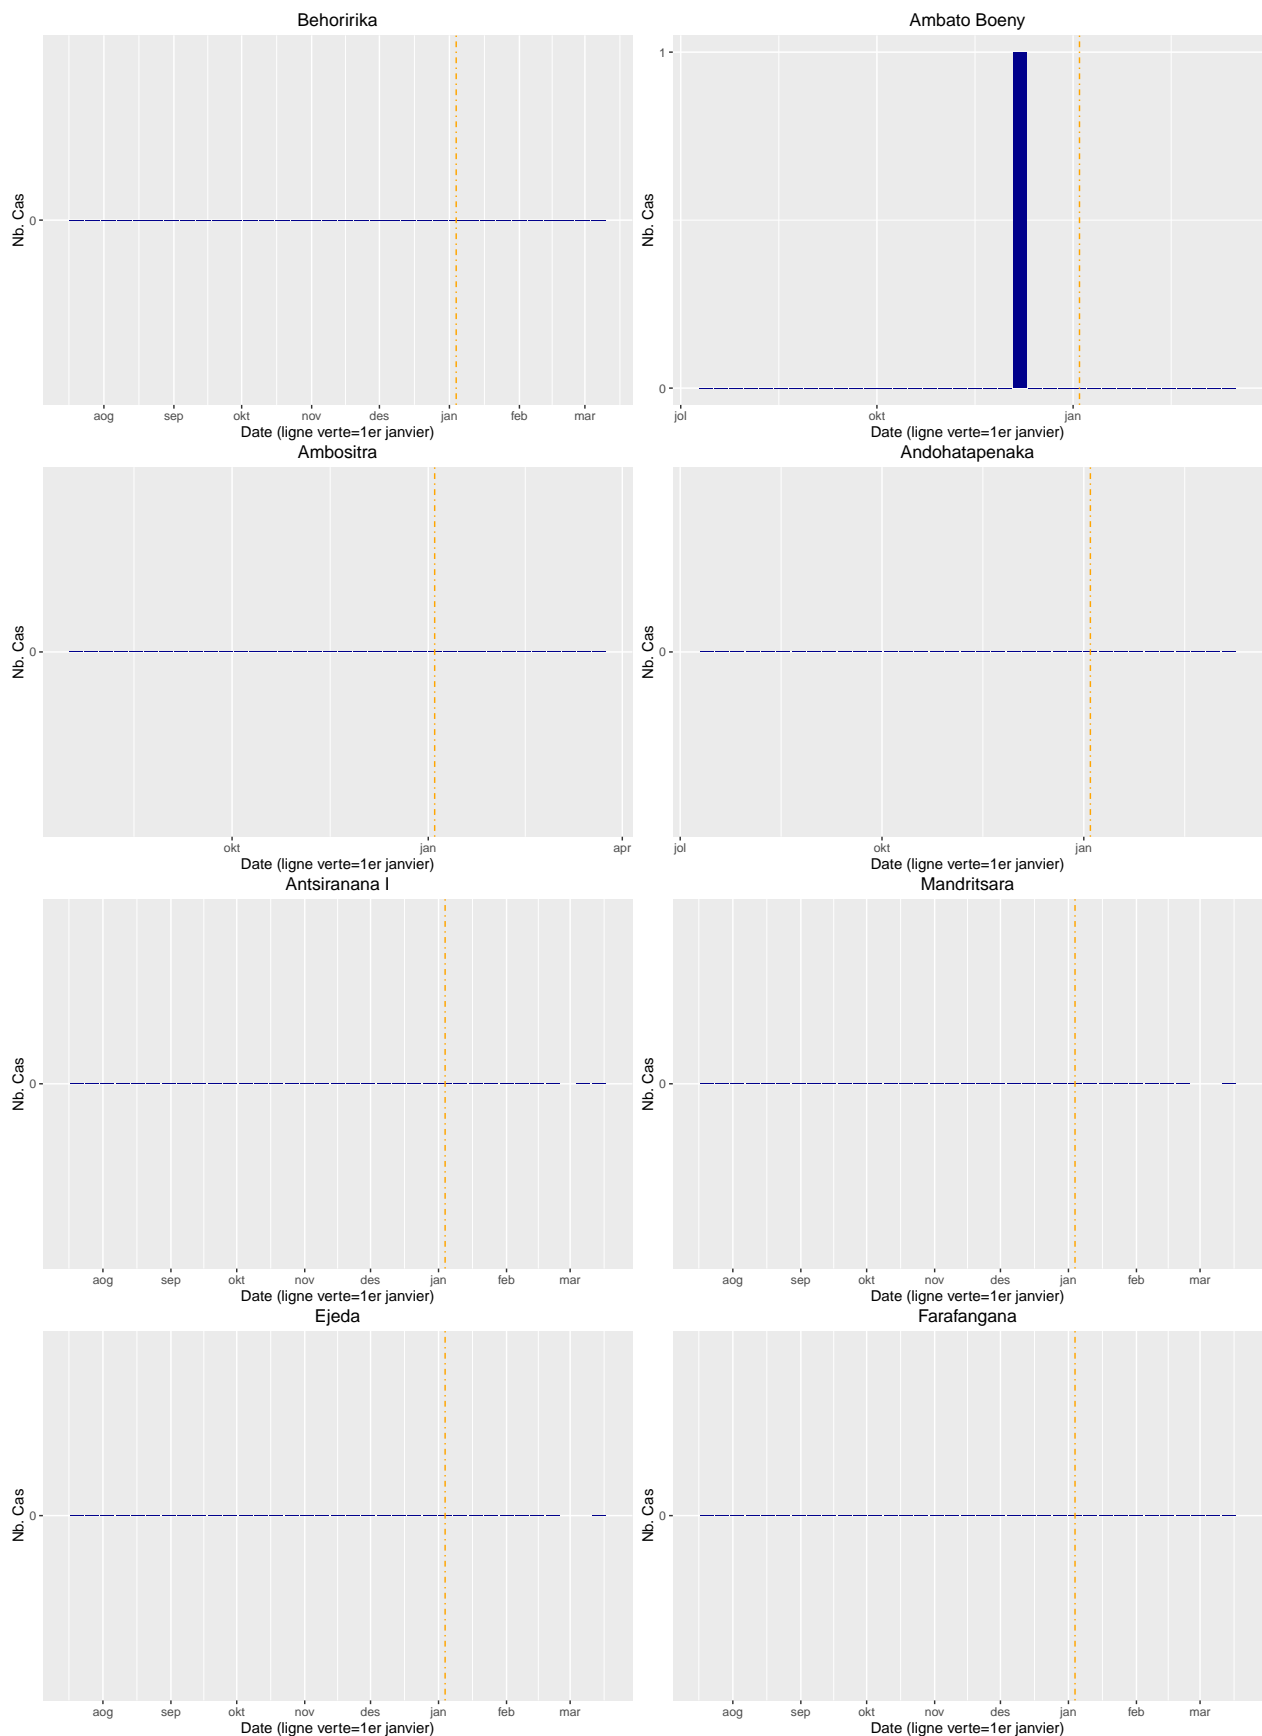 Behoririka
Nb. Cas
0
aog sep okt nov des jan feb mar
Date (ligne verte=1er janvier)
Ambato Boeny
Nb. Cas
1
0
jol okt jan
Date (ligne verte=1er janvier)
Ambositra
Nb. Cas
0
okt jan apr
Date (ligne verte=1er janvier)
Andohatapenaka
Nb. Cas
0
jol okt jan
Date (ligne verte=1er janvier)
Antsiranana I
Nb. Cas
0
aog sep okt nov des jan feb mar
Date (ligne verte=1er janvier)
Mandritsara
Nb. Cas
0
aog sep okt nov des jan feb mar
Date (ligne verte=1er janvier)
Ejeda
Nb. Cas
0
aog sep okt nov des jan feb mar
Date (ligne verte=1er janvier)
Farafangana
Nb. Cas
0
aog sep okt nov des jan feb mar
Date (ligne verte=1er janvier)